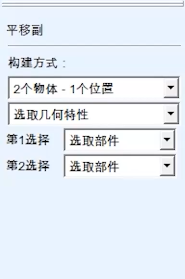 平移副
构建方式：
2个物体 - 1个位置
选取几何特性
第1选择 选取部件
第2选择 选取部件